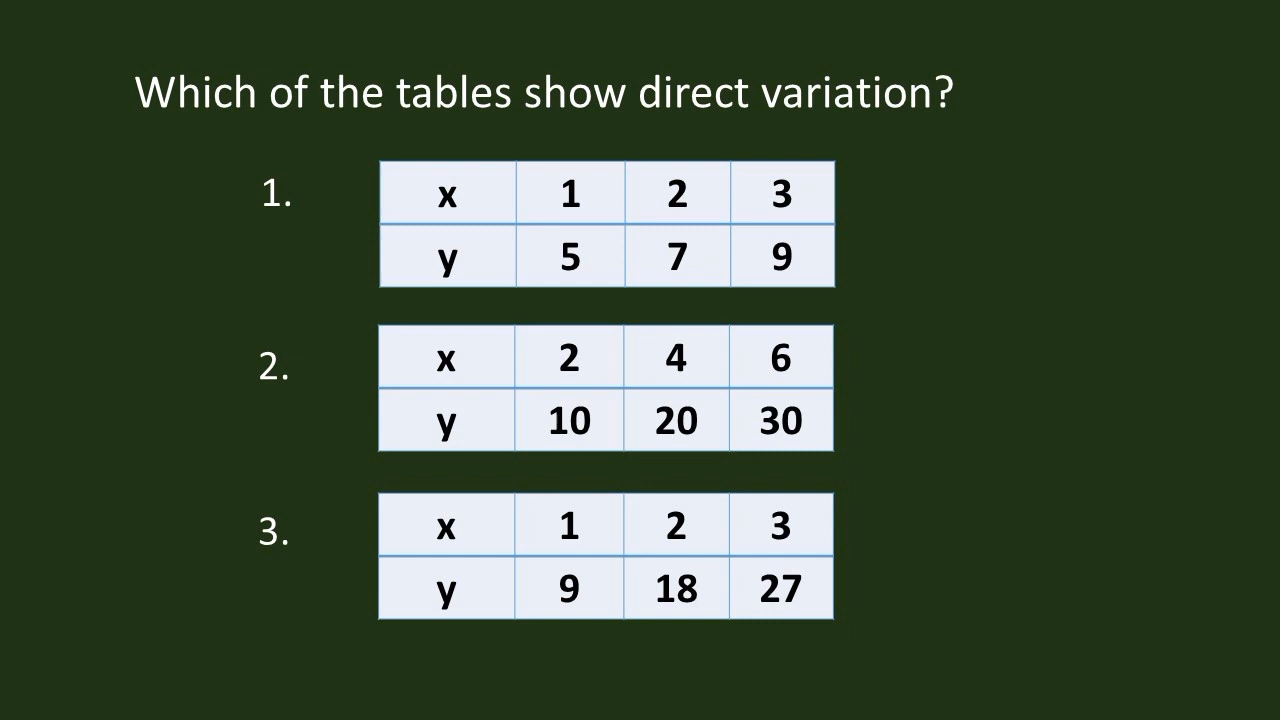 Which of the tables show direct variation?
1.
x 1 2 3
y 5 7 9
2.
x 2 4 6
y 10 20 30
3.
x 1 2 3
y 9 18 27